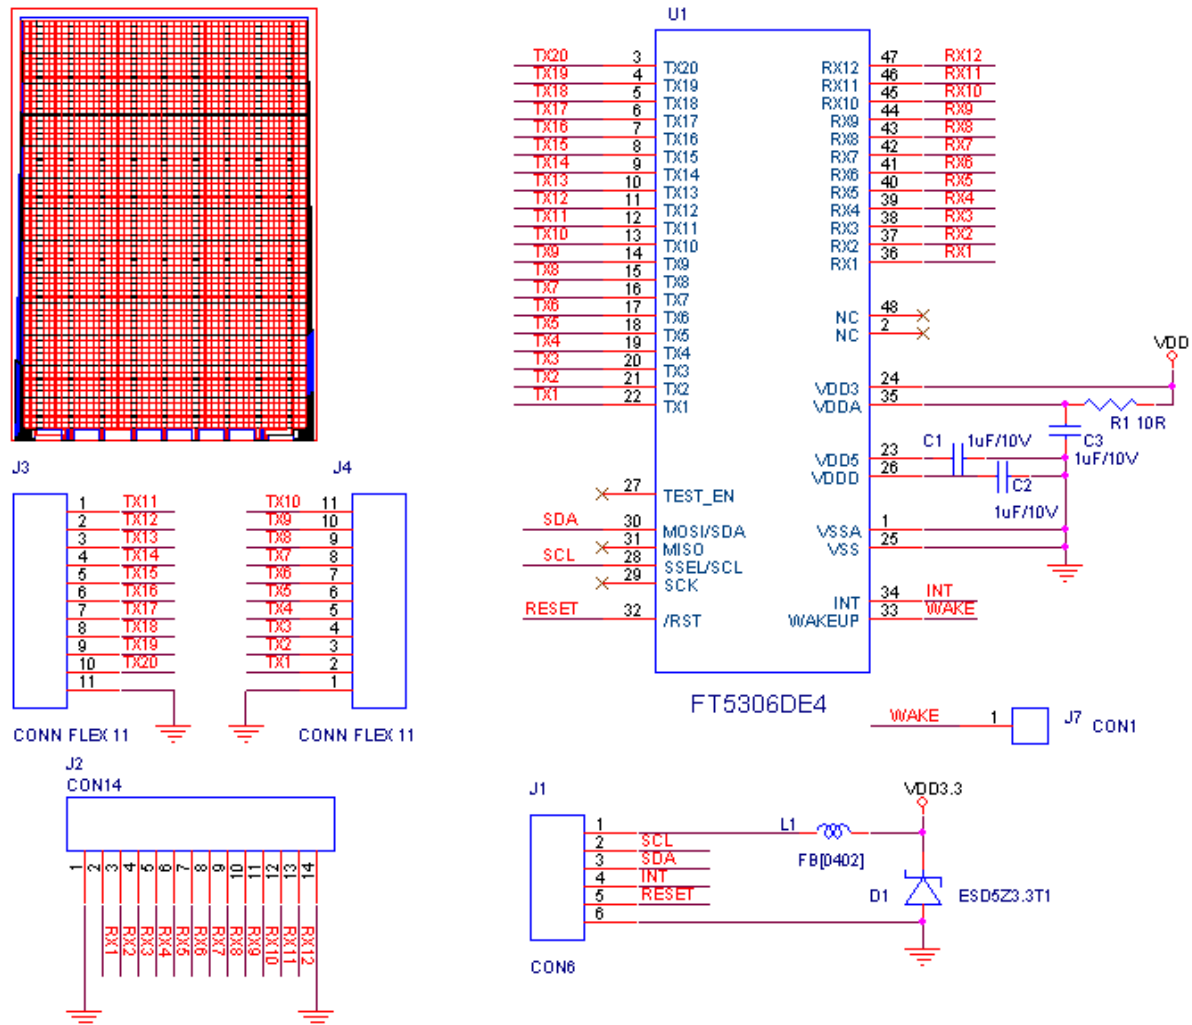 U1
TX20 3 TX20 RX12 47 RX12
TX19 4 TX19 RX11 46 RX11
TX18 5 TX18 RX10 45 RX10
TX17 6 TX17 RX9 44 RX9
TX16 7 TX16 RX8 43 RX8
TX15 8 TX15 RX7 42 RX7
TX14 9 TX14 RX6 41 RX6
TX13 10 TX13 RX5 40 RX5
TX12 11 TX12 RX4 39 RX4
TX11 12 TX11 RX3 38 RX3
TX10 13 TX10 RX2 37 RX2
TX9 14 TX9 RX1 36 RX1
TX8 15 TX8
TX7 16 TX7
TX6 17 TX6 NC 48
TX5 18 TX5 NC 2
TX4 19 TX4
TX3 20 TX3
TX2 21 TX2 VDD3 24
TX1 22 TX1 VDDA 35
VDD
R1 10R
C3
1uF/10V
VDD5 23 C1 1uF/10V
VDDD 26 C2
1uF/10V
27 TEST_EN
SDA 30 MOSI/SDA VSSA 1
31 MISO VSS 25
SCL 28 SSEL/SCL
29 SCK
INT 34 INT
RESET 32 /RST WAKEUP 33 WAKE
FT5306DE4
J3 J4
1 TX11 TX10 11
2 TX12 TX9 10
3 TX13 TX8 9
4 TX14 TX7 8
5 TX15 TX6 7
6 TX16 TX5 6
7 TX17 TX4 5
8 TX18 TX3 4
9 TX19 TX2 3
10 TX20 TX1 2
11 1
CONN FLEX 11 CONN FLEX 11
WAKE 1 J7 CON1
J2
CON14
1 2 3 4 5 6 7 8 9 10 11 12 13 14
RX1 RX2 RX3 RX4 RX5 RX6 RX7 RX8 RX9 RX10 RX11 RX12
J1
VDD3.3
1 L1
FB[0402]
2 SCL
3 SDA
4 INT
5 RESET
6
D1 ESD5Z3.3T1
CON6